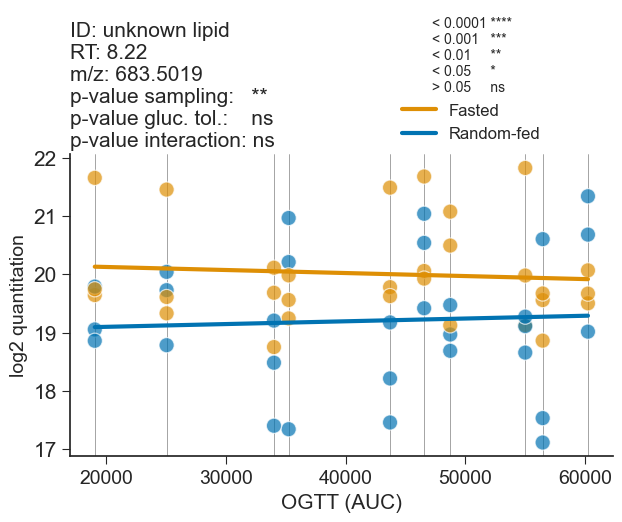 ID: unknown lipid
RT: 8.22
m/z: 683.5019
p-value sampling: **
p-value gluc. tol.: ns
p-value interaction: ns
< 0.0001 ****
< 0.001 ***
< 0.01 **
< 0.05 *
> 0.05 ns
Fasted
Random-fed
22
21
20
19
18
17
log2 quantitation
20000 30000 40000 50000 60000
OGTT (AUC)